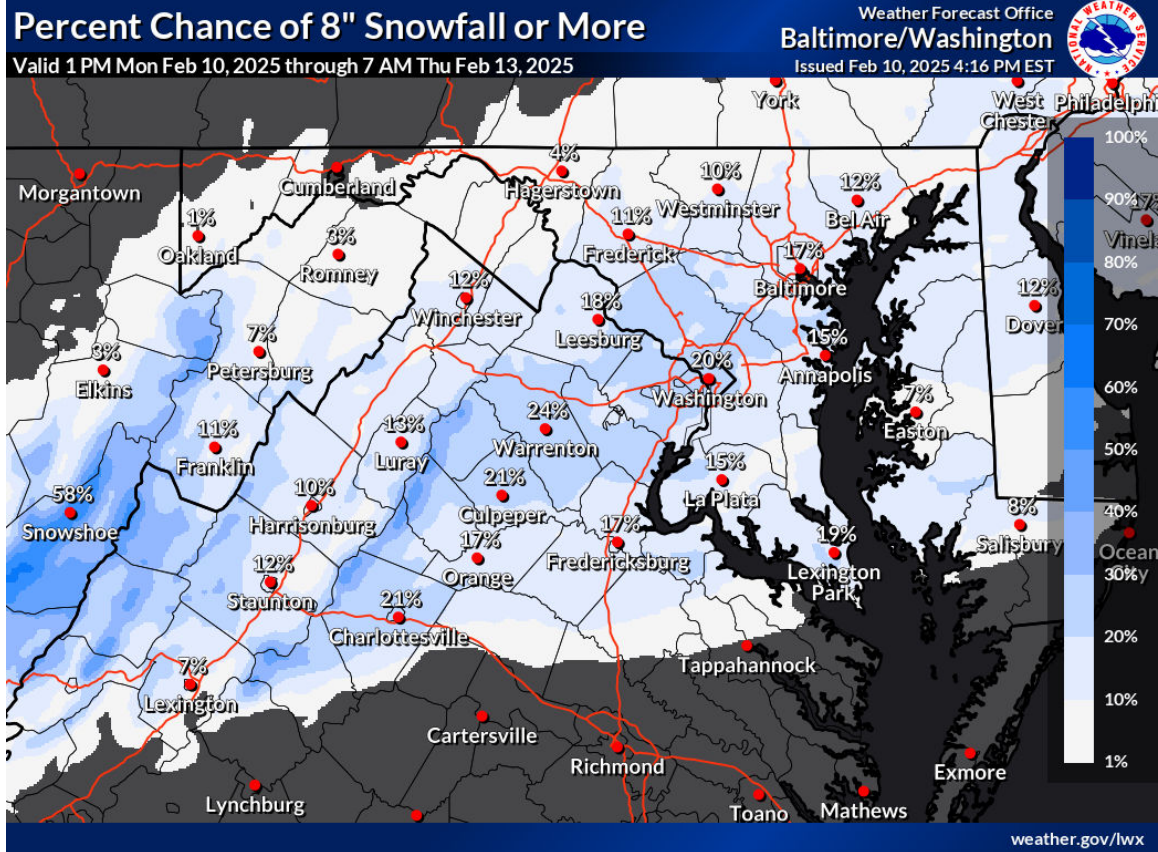 Percent Chance of 8" Snowfall or More
Valid 1 PM Mon Feb 10, 2025 through 7 AM Thu Feb 13, 2025
Weather Forecast Office
Baltimore/Washington
Issued Feb 10, 2025 4:16 PM EST
NATIONAL WEATHER SERVICE
York
West Chester
Philadelphi
100%
90%
80%
70%
60%
50%
40%
30%
20%
10%
1%
Morgantown
Cumberland
4%
Hagerstown
10%
Westminster
12%
Bel Air
1%
Oakland
3%
Romney
11%
Frederick
17%
Baltimore
17%
Vinela
12%
Winchester
18%
Leesburg
15%
Annapolis
12%
Dover
3%
Elkins
7%
Petersburg
20%
Washington
7%
Easton
11%
Franklin
13%
Luray
24%
Warrenton
58%
Snowshoe
10%
Harrisonburg
21%
Culpeper
15%
La Plata
17%
Orange
17%
Fredericksburg
19%
Lexington
Park
8%
Salisbury
Ocean
City
12%
Staunton
21%
Charlottesville
7%
Lexington
Tappahannock
Cartersville
Richmond
Lynchburg
Toano
Mathews
Exmore
weather.gov/lwx